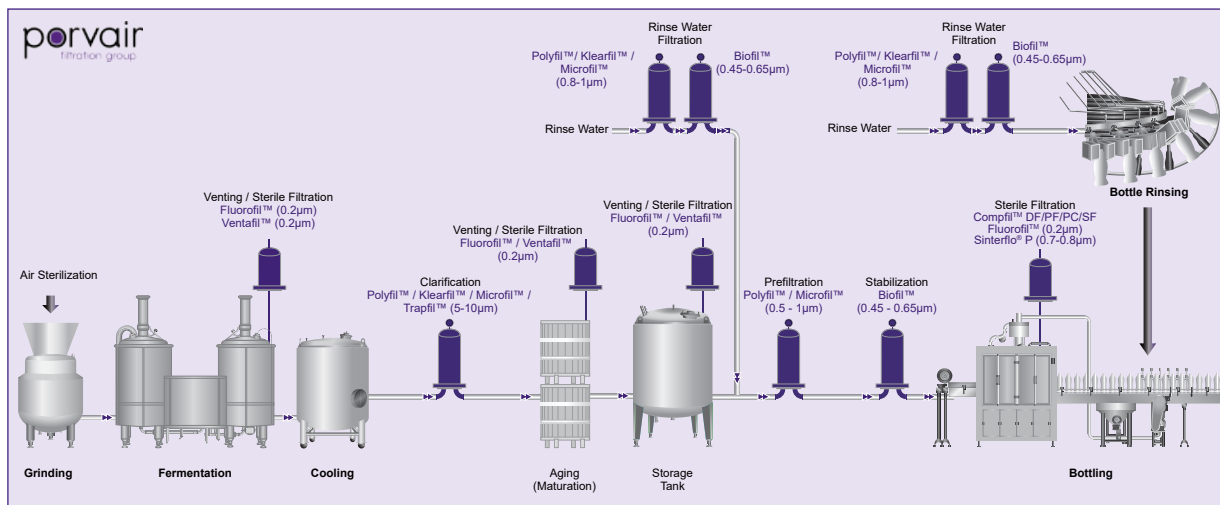 porvair
filtration group
Rinse Water
Filtration
Polyfil™/ Klearfil™ /
Microfil™
(0.8-1µm)
Biofil™
(0.45-0.65µm)
Rinse Water
Rinse Water
Filtration
Polyfil™/ Klearfil™ /
Microfil™
(0.8-1µm)
Biofil™
(0.45-0.65µm)
Rinse Water
Bottle Rinsing
Venting / Sterile Filtration
Fluorofil™ (0.2µm)
Ventafil™ (0.2µm)
Venting / Sterile Filtration
Fluorofil™ / Ventafil™
(0.2µm)
Venting / Sterile Filtration
Fluorofil™ / Ventafil™
(0.2µm)
Sterile Filtration
Compfil™ DF/PF/PC/SF
Fluorofil™ (0.2µm)
Sinterflo® P (0.7-0.8µm)
Air Sterilization
Clarification
Polyfil™ / Klearfil™ / Microfil™ /
Trapfil™ (5-10µm)
Prefiltration
Polyfil™ / Microfil™
(0.5 - 1µm)
Stabilization
Biofil™
(0.45 - 0.65µm)
Grinding
Fermentation
Cooling
Aging
(Maturation)
Storage
Tank
Bottling